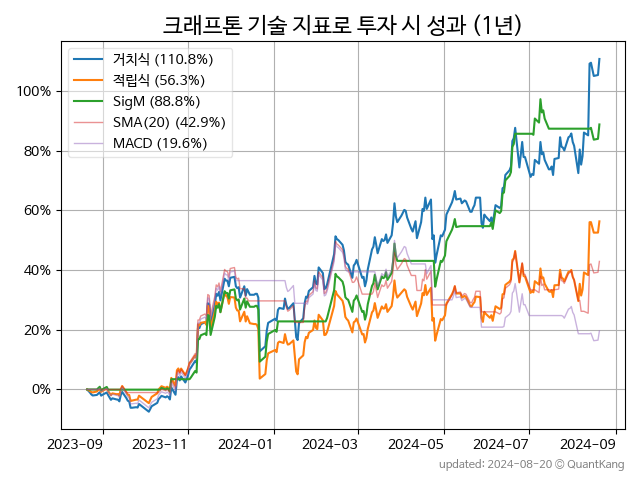 크래프톤 기술 지표로 투자 시 성과 (1년)
거치식 (110.8%)
적립식 (56.3%)
SigM (88.8%)
SMA(20) (42.9%)
MACD (19.6%)
100%
80%
60%
40%
20%
0%
2023-09 2023-11 2024-01 2024-03 2024-05 2024-07 2024-09
updated: 2024-08-20 © QuantKang